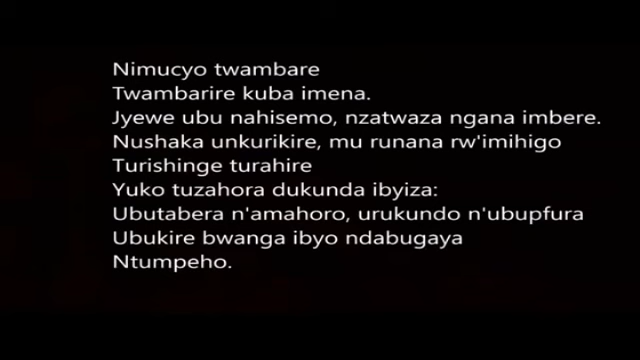 Nimucyo twambare
Twambarire kuba imena.
Jyewe ubu nahisemo, nzatwaza ngana imbere.
Nushaka unkurikire, mu runana rw'imihigo
Turishinge turahire
Yuko tuzahora dukunda ibyiza:
Ubutabera n'amahoro, urukundo n'ubupfura
Ubukire bwanga ibyo ndabugaya
Ntumpeho.